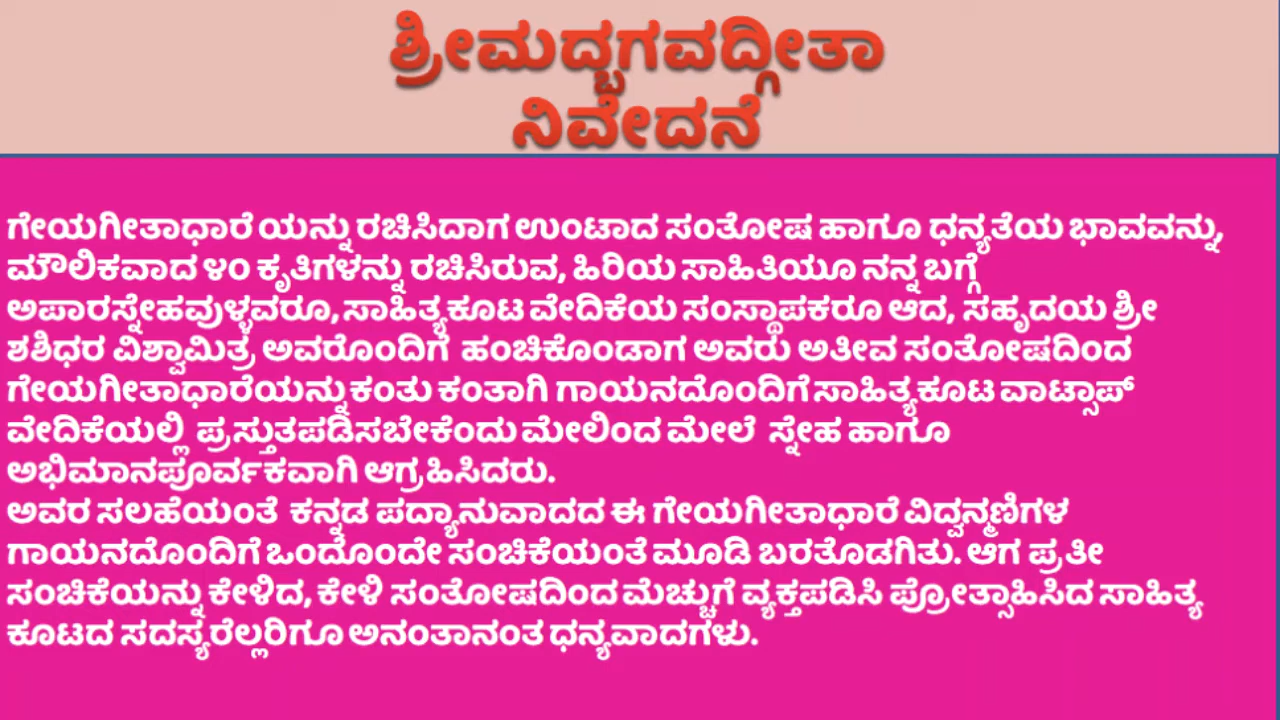 ಶ್ರೀಮದ್ಭಗವದ್ಗೀತಾ
ನಿವೇದನೆ
ಗೇಯಗೀತಾಧಾರೆ ಯನ್ನು ರಚಿಸಿದಾಗ ಉಂಟಾದ ಸಂತೋಷ ಹಾಗೂ ಧನ್ಯತೆಯ ಭಾವವನ್ನು,
ಮೌಲಿಕವಾದ ೪೦ ಕೃತಿಗಳನ್ನು ರಚಿಸಿರುವ, ಹಿರಿಯ ಸಾಹಿತಿಯೂ ನನ್ನ ಬಗ್ಗೆ
ಅಪಾರಸ್ನೇಹವುಳ್ಳವರೂ, ಸಾಹಿತ್ಯಕೂಟ ವೇದಿಕೆಯ ಸಂಸ್ಥಾಪಕರೂ ಆದ, ಸಹೃದಯ ಶ್ರೀ
ಶಶಿಧರ ವಿಶ್ವಾಮಿತ್ರ ಅವರೊಂದಿಗೆ ಹಂಚಿಕೊಂಡಾಗ ಅವರು ಅತೀವ ಸಂತೋಷದಿಂದ
ಗೇಯಗೀತಾಧಾರೆಯನ್ನು ಕಂತು ಕಂತಾಗಿ ಗಾಯನದೊಂದಿಗೆ ಸಾಹಿತ್ಯಕೂಟ ವಾಟ್ಸಾಪ್
ವೇದಿಕೆಯಲ್ಲಿ ಪ್ರಸ್ತುತಪಡಿಸಬೇಕೆಂದು ಮೇಲಿಂದ ಮೇಲೆ ಸ್ನೇಹ ಹಾಗೂ
ಅಭಿಮಾನಪೂರ್ವಕವಾಗಿ ಆಗ್ರಹಿಸಿದರು.
ಅವರ ಸಲಹೆಯಂತೆ ಕನ್ನಡ ಪದ್ಯಾನುವಾದದ ಈ ಗೇಯಗೀತಾಧಾರೆ ವಿದ್ವನ್ಮಣಿಗಳ
ಗಾಯನದೊಂದಿಗೆ ಒಂದೊಂದೇ ಸಂಚಿಕೆಯಂತೆ ಮೂಡಿ ಬರತೊಡಗಿತು. ಆಗ ಪ್ರತೀ
ಸಂಚಿಕೆಯನ್ನು ಕೇಳಿದ, ಕೇಳಿ ಸಂತೋಷದಿಂದ ಮೆಚ್ಚುಗೆ ವ್ಯಕ್ತಪಡಿಸಿ ಪ್ರೋತ್ಸಾಹಿಸಿದ ಸಾಹಿತ್ಯ
ಕೂಟದ ಸದಸ್ಯರೆಲ್ಲರಿಗೂ ಅನಂತಾನಂತ ಧನ್ಯವಾದಗಳು.